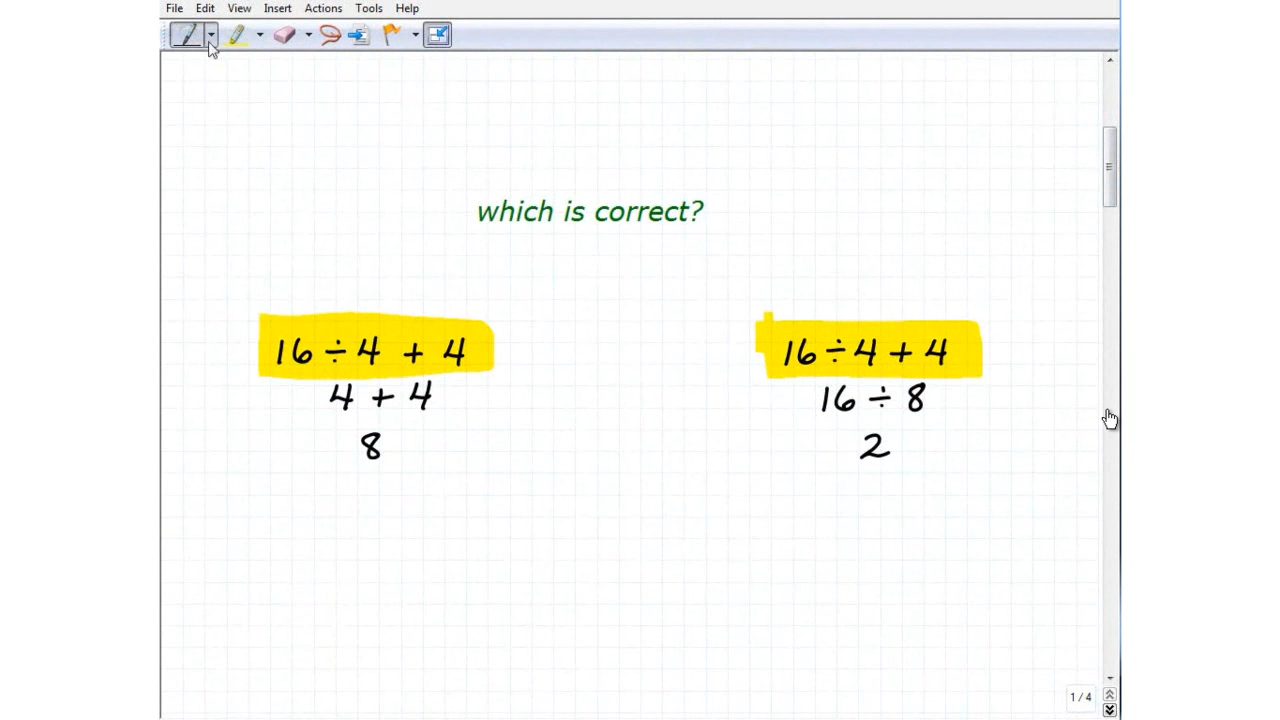 File Edit View Insert Actions Tools Help
which is correct?
16 ÷ 4 + 4
4 + 4
8
16 ÷ 4 + 4
16 ÷ 8
2
1 / 4